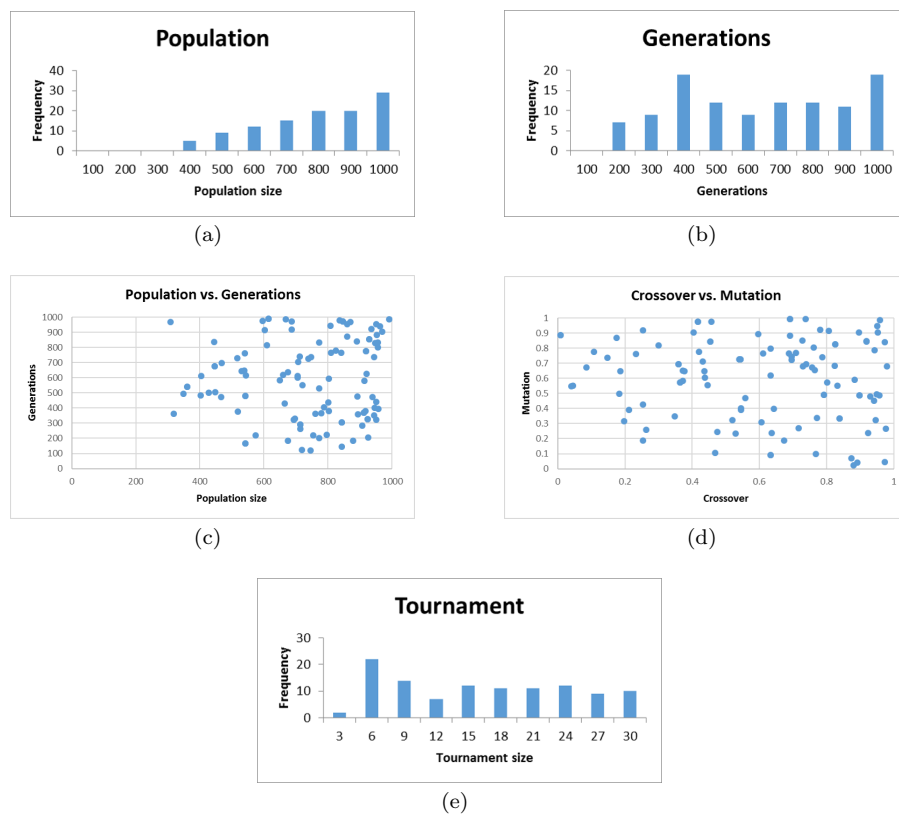 Population
40
30
20
10
0
Frequency
100 200 300 400 500 600 700 800 900 1000
Population size
(a)
Generations
20
15
10
5
0
Frequency
100 200 300 400 500 600 700 800 900 1000
Generations
(b)
Population vs. Generations
1000
900
800
700
600
500
400
300
200
100
0
Generations
0 200 400 600 800 1000
Population size
(c)
Crossover vs. Mutation
1
0.9
0.8
0.7
0.6
0.5
0.4
0.3
0.2
0.1
0
Mutation
0 0.2 0.4 0.6 0.8 1
Crossover
(d)
Tournament
30
20
10
0
Frequency
3 6 9 12 15 18 21 24 27 30
Tournament size
(e)